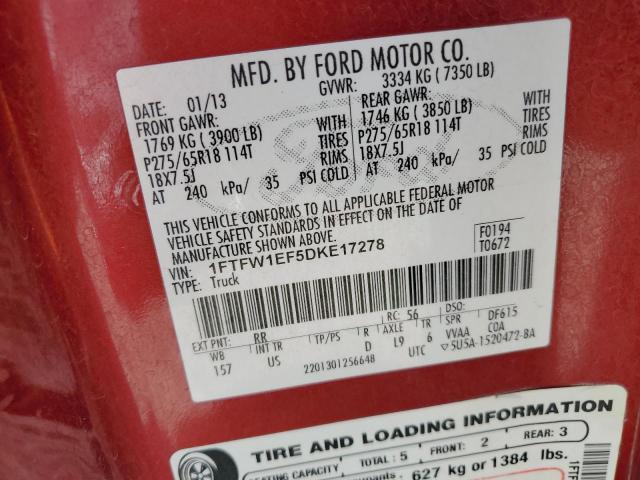 MFD. BY FORD MOTOR CO.
DATE: 01/13 GVWR: 3334 KG ( 7350 LB)
FRONT GAWR: REAR GAWR:
1769 KG ( 3900 LB) WITH 1746 KG ( 3850 LB) WITH
P275/65R18 114T TIRES P275/65R18 114T TIRES
18X7.5J RIMS 18X7.5J RIMS
AT 240 kPa/ 35 PSI COLD AT 240 kPa/ 35 PSI COLD
THIS VEHICLE CONFORMS TO ALL APPLICABLE FEDERAL MOTOR
VEHICLE SAFETY STANDARDS IN EFFECT ON THE DATE OF
MANUFACTURE SHOWN ABOVE.
VIN: 1FTFW1EF5DKE17278 F0194
TYPE: Truck T0672
EXT PNT: RR RC: 56 DSO:
WB INT TR TP/PS R AXLE TR SPR DF615
157 US D L9 6 VVAA COA
2201301256648 UTC ▽5U5A-1520472-BA
TIRE AND LOADING INFORMATION
SEATING CAPACITY TOTAL: 5 FRONT: 2 REAR: 3
627 kg or 1384 lbs.
1FTF